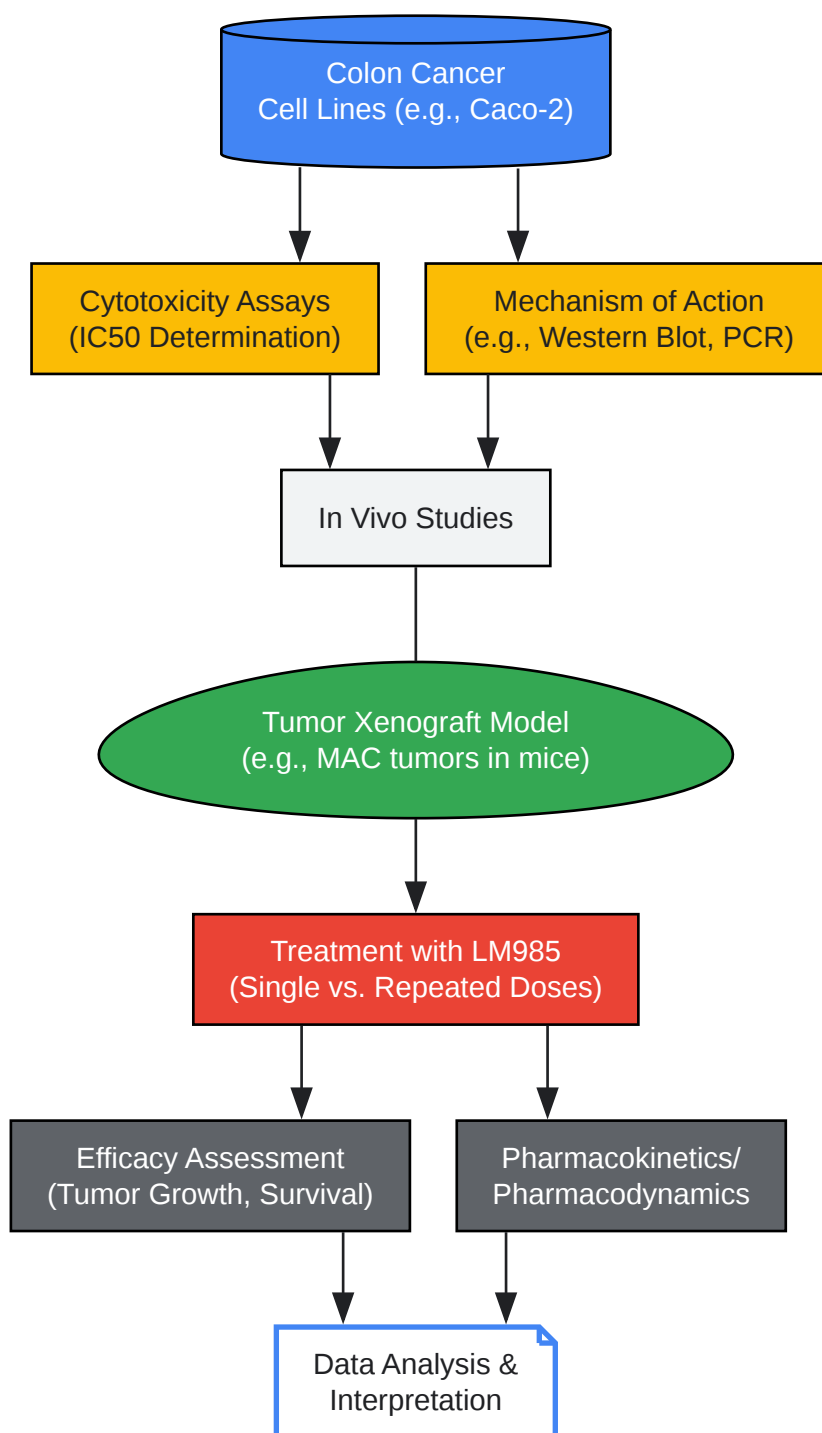 Colon Cancer
Cell Lines (e.g., Caco-2)
Cytotoxicity Assays
(IC50 Determination)
Mechanism of Action
(e.g., Western Blot, PCR)
In Vivo Studies
Tumor Xenograft Model
(e.g., MAC tumors in mice)
Treatment with LM985
(Single vs. Repeated Doses)
Efficacy Assessment
(Tumor Growth, Survival)
Pharmacokinetics/
Pharmacodynamics
Data Analysis &
Interpretation